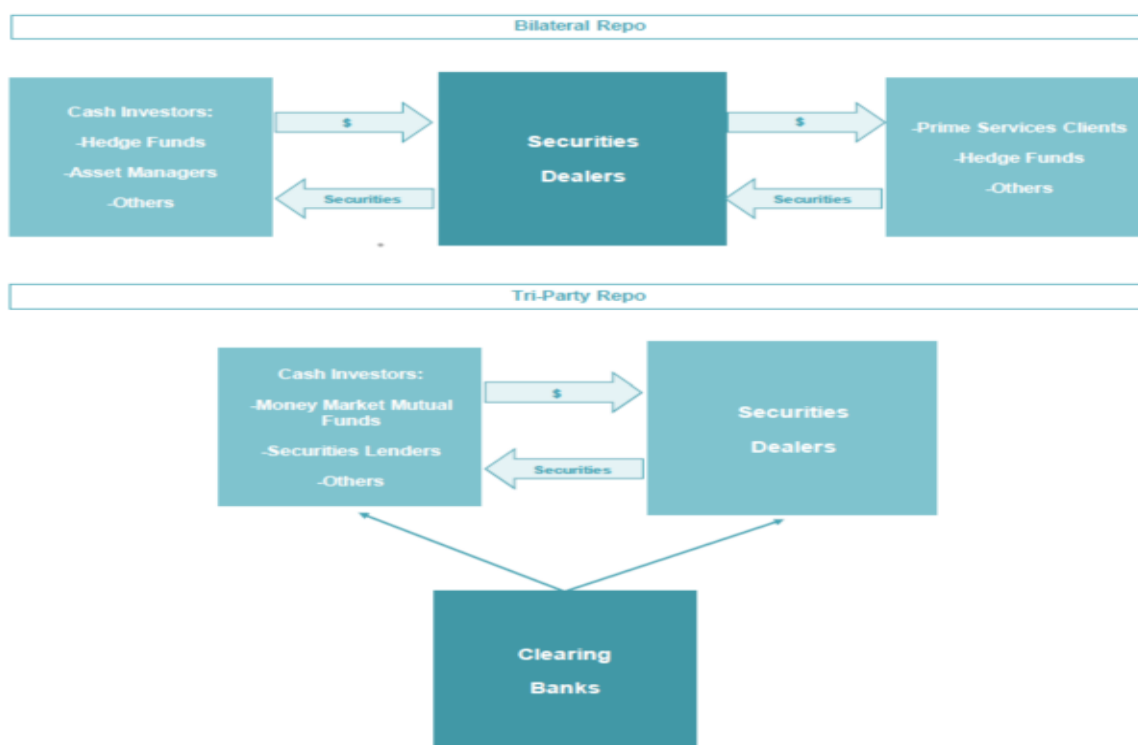 Bilateral Repo
Cash Investors:
-Hedge Funds
-Asset Managers
-Others
$
Securities
Securities
Dealers
$
Securities
-Prime Services Clients
-Hedge Funds
-Others
Tri-Party Repo
Cash Investors:
-Money Market Mutual
Funds
-Securities Lenders
-Others
$
Securities
Securities
Dealers
Clearing
Banks